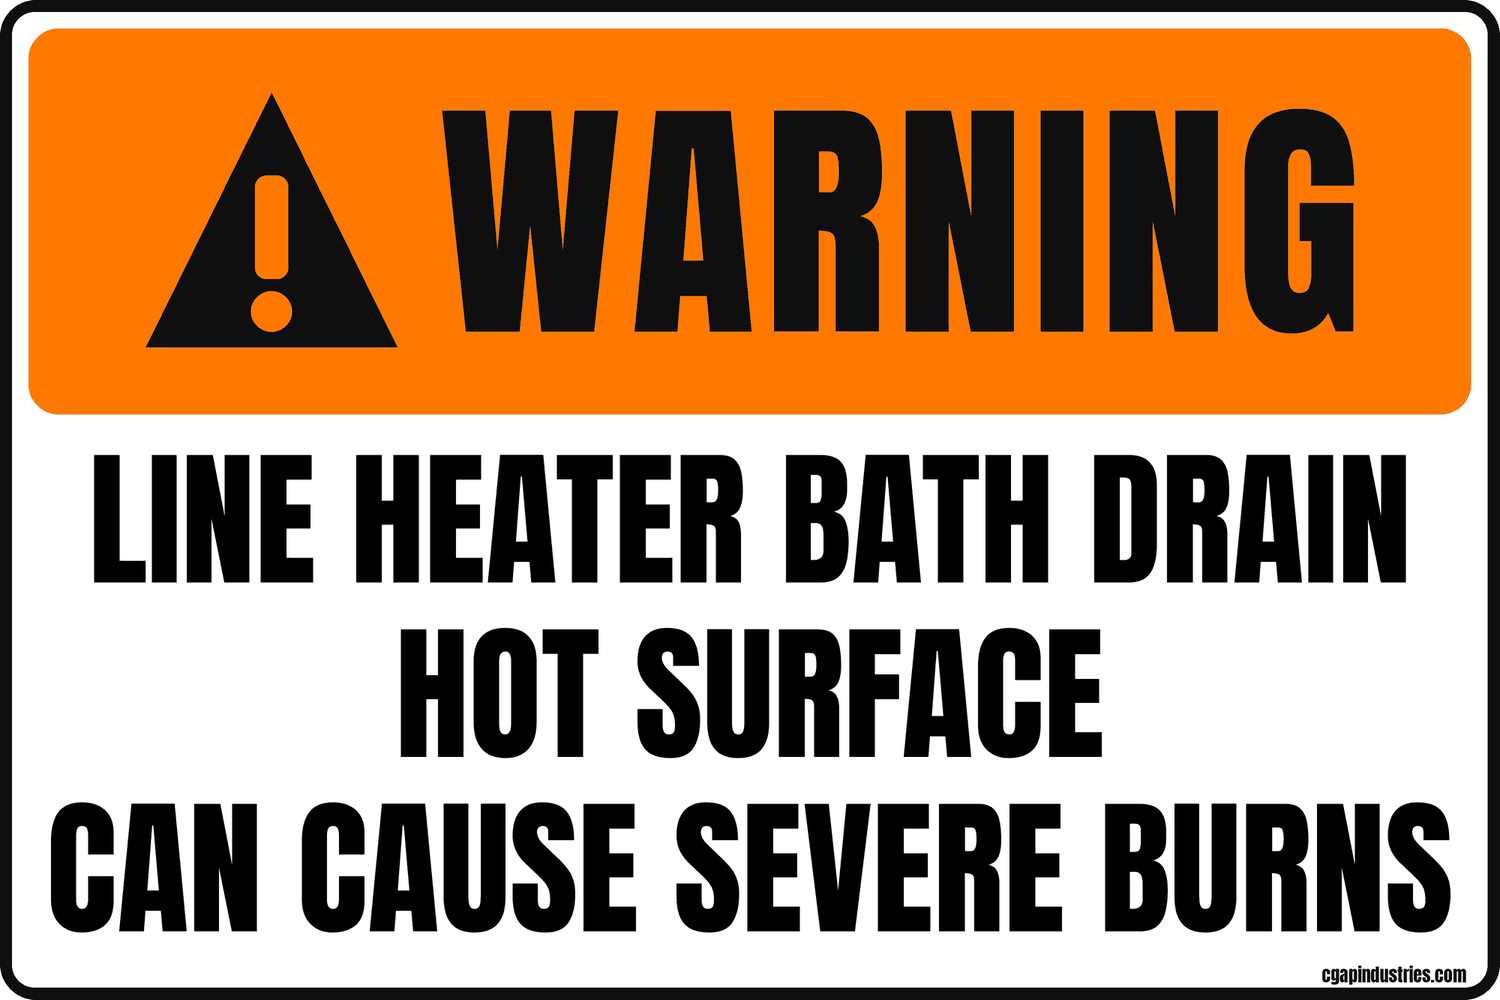 WARNING
LINE HEATER BATH DRAIN
HOT SURFACE
CAN CAUSE SEVERE BURNS
cgapindustries.com